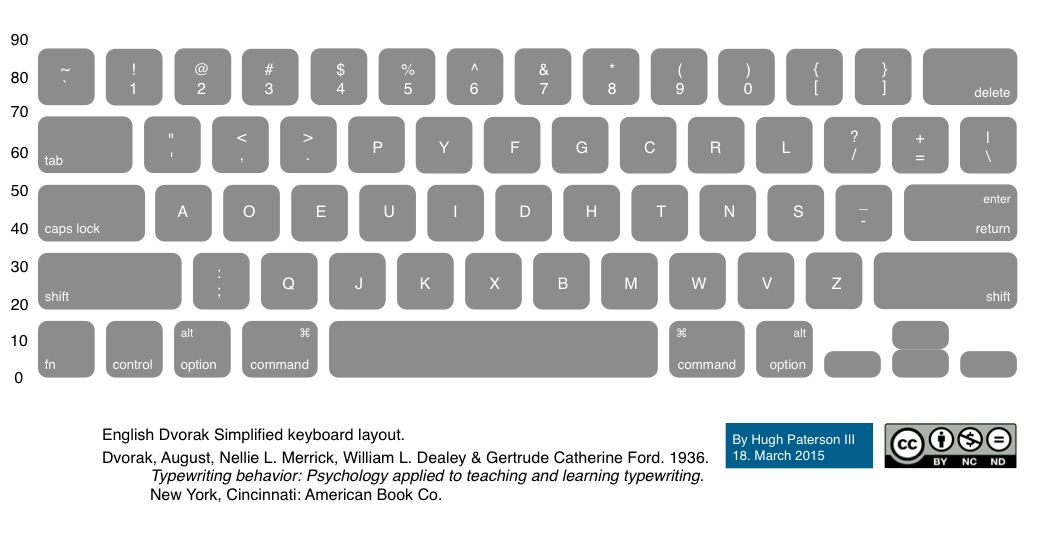 90
~ ! @ # $ % ^ & * ( ) { }
80
` 1 2 3 4 5 6 7 8 9 0 [ ] delete
70
" < > ? + |
60
tab ' , . P Y F G C R L / = \
50
enter
A O E U I D H T N S _ -
40
caps lock return
30
: ; Q J K X B M W V Z
20
shift shift
10
alt ⌘ ⌘ alt
fn control option command command option
0
English Dvorak Simplified keyboard layout.
Dvorak, August, Nellie L. Merrick, William L. Dealey & Gertrude Catherine Ford. 1936.
Typewriting behavior: Psychology applied to teaching and learning typewriting.
New York, Cincinnati: American Book Co.
By Hugh Paterson III
18. March 2015
cc
BY NC ND